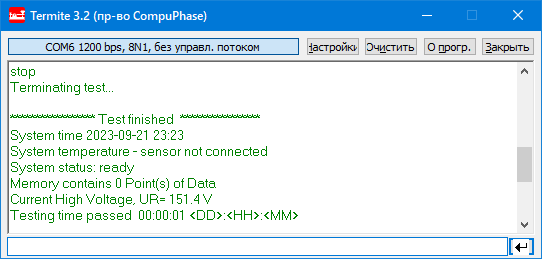 Termite 3.2 (пр-во CompuPhase)
COM6 1200 bps, 8N1, без управл. потоком
Настройки
Очистить
О прогр.
Закрыть
stop
Terminating test...
****************** Test finished ******************
System time 2023-09-21 23:23
System temperature - sensor not connected
System status: ready
Memory contains 0 Point(s) of Data
Current High Voltage, UR= 151.4 V
Testing time passed 00:00:01 <DD>:<HH>:<MM>